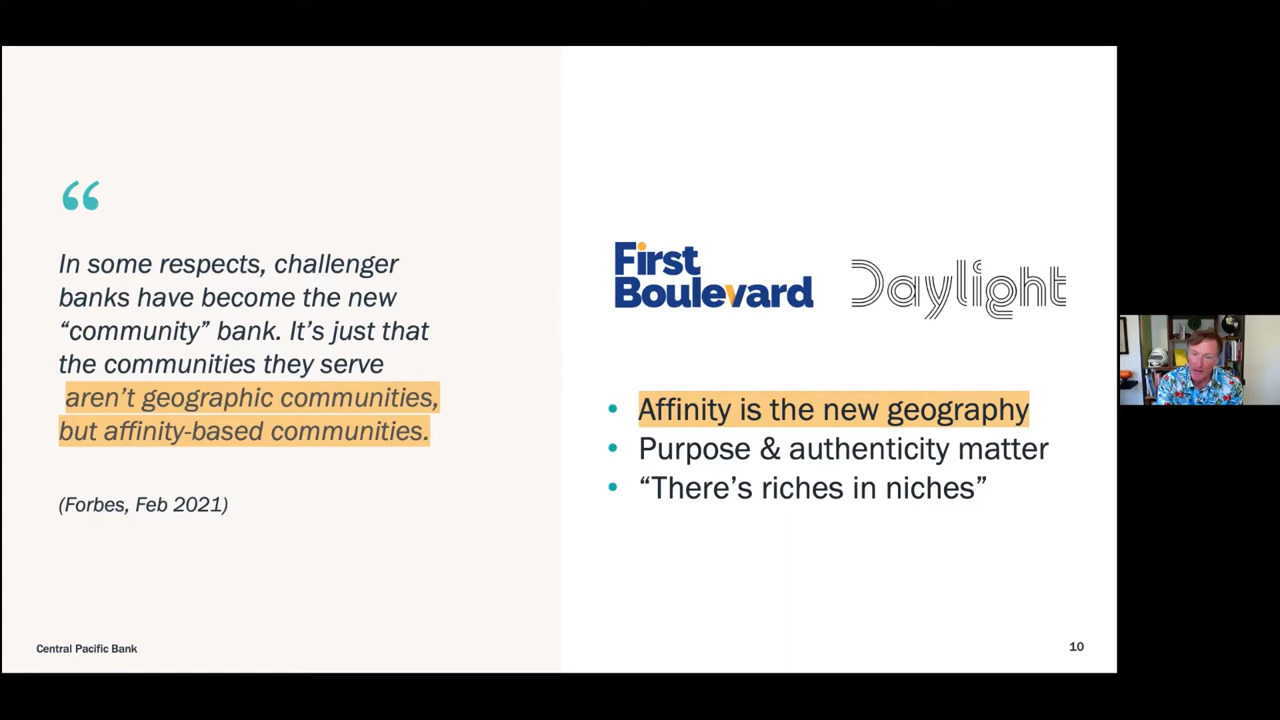 “
In some respects, challenger
banks have become the new
“community” bank. It’s just that
the communities they serve
aren’t geographic communities,
but affinity-based communities.
(Forbes, Feb 2021)
First
Boulevard
Daylight
• Affinity is the new geography
• Purpose & authenticity matter
• “There’s riches in niches”
Central Pacific Bank
10